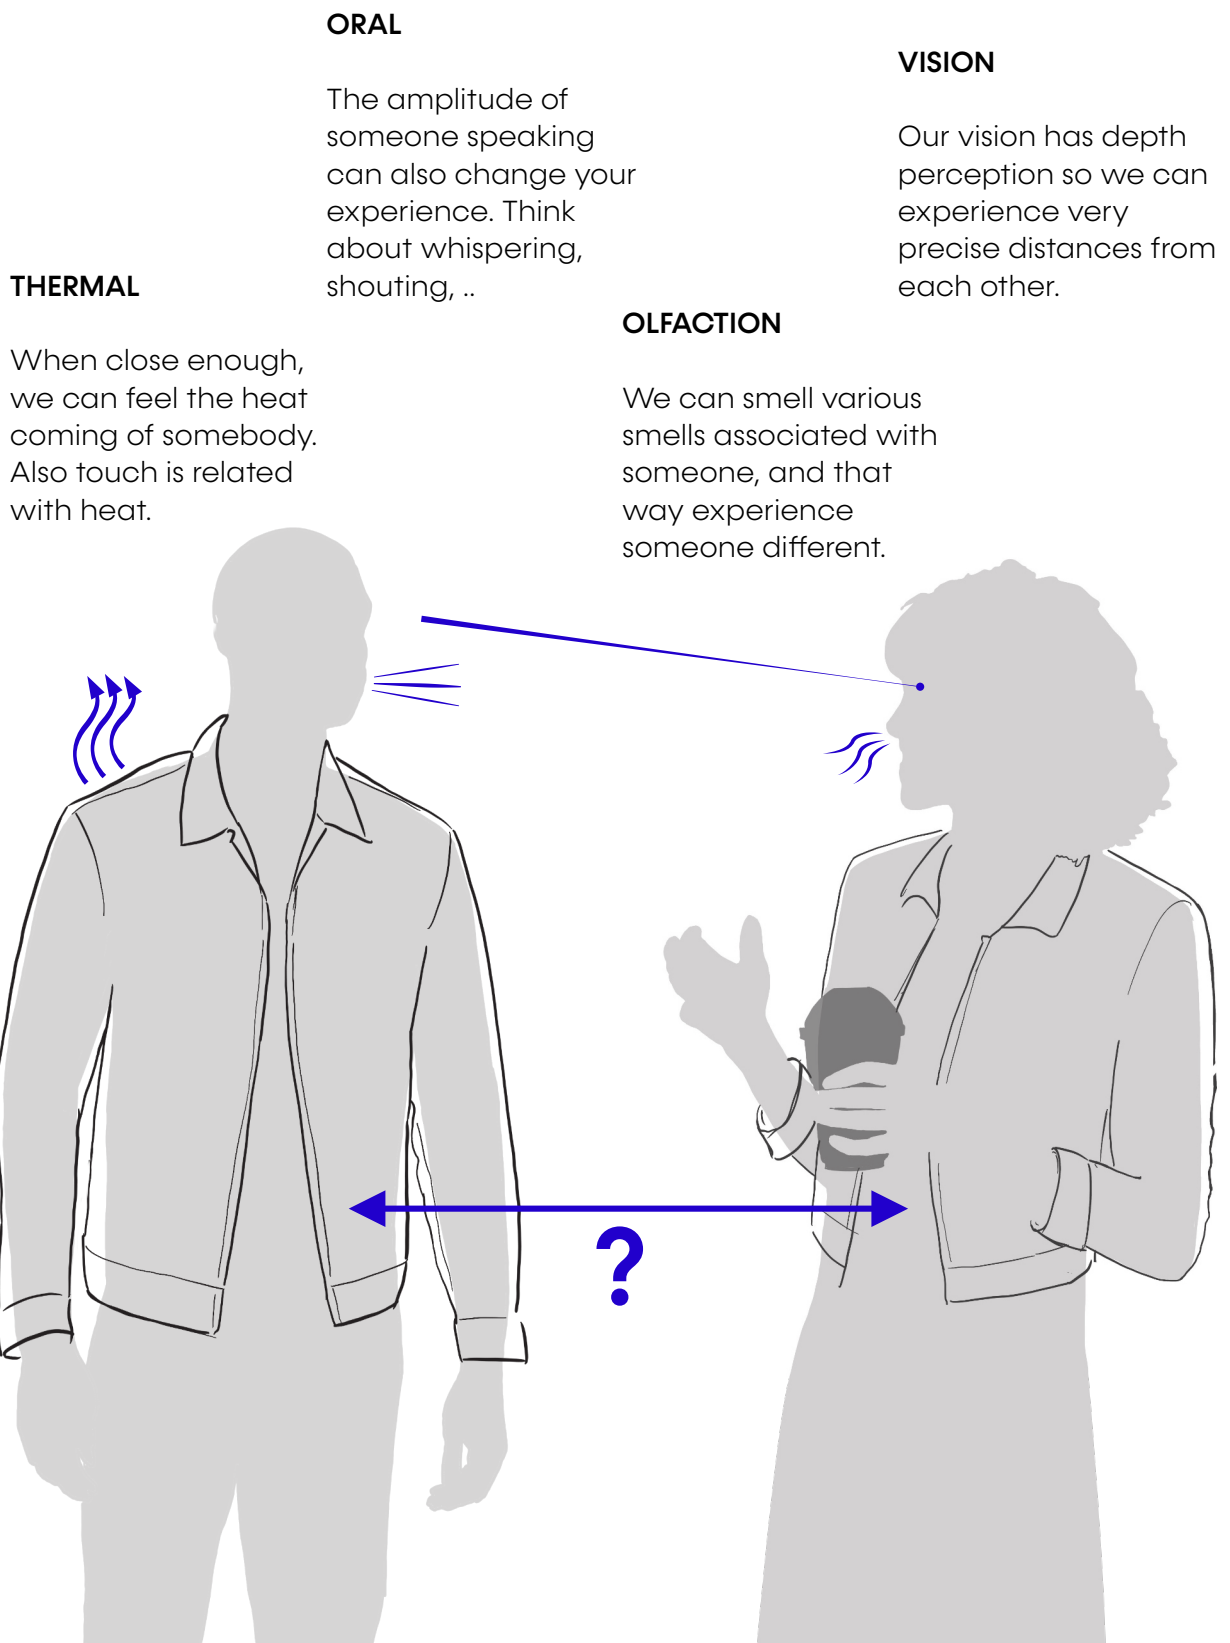 ORAL
The amplitude of
someone speaking
can also change your
experience. Think
about whispering,
shouting, ..
VISION
Our vision has depth
perception so we can
experience very
precise distances from
each other.
THERMAL
When close enough,
we can feel the heat
coming of somebody.
Also touch is related
with heat.
OLFACTION
We can smell various
smells associated with
someone, and that
way experience
someone different.
?